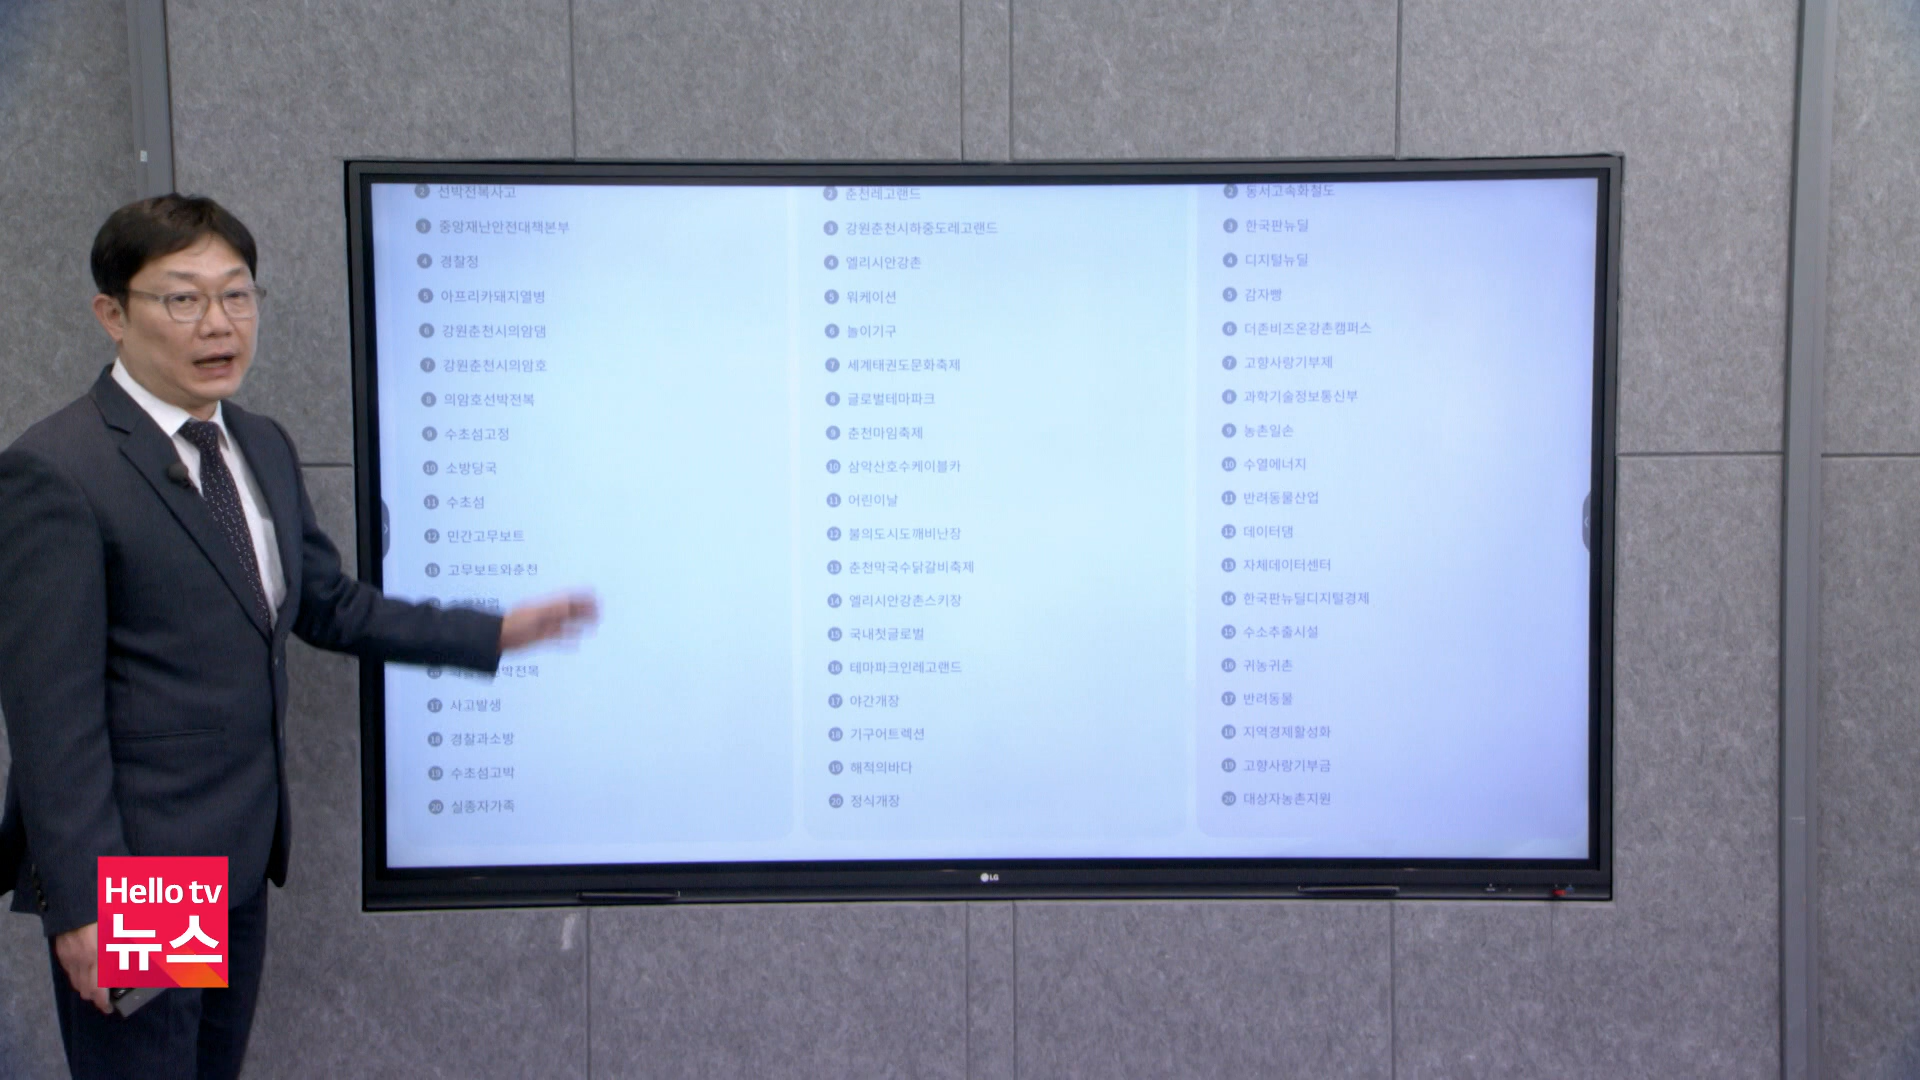 2 선박전복사고
3 중앙재난안전대책본부
4 경찰정
5 아프리카돼지열병
6 강원춘천시의암댐
7 강원춘천시의암호
8 의암호선박전복
9 수초섬고정
10 소방당국
11 수초섬
12 민간고무보트
13 고무보트와춘천
17 사고발생
18 경찰과소방
19 수초섬고박
20 실종자가족
2 춘천레고랜드
3 강원춘천시하중도레고랜드
4 엘리시안강촌
5 워케이션
6 놀이기구
7 세계태권도문화축제
8 글로벌테마파크
9 춘천마임축제
10 삼악산호수케이블카
11 어린이날
12 불의도시도깨비난장
13 춘천막국수닭갈비축제
14 엘리시안강촌스키장
15 국내첫글로벌
16 테마파크인레고랜드
17 야간개장
18 기구어트렉션
19 해적의바다
20 정식개장
2 동서고속화철도
3 한국판뉴딜
4 디지털뉴딜
5 감자빵
6 더존비즈온강촌캠퍼스
7 고향사랑기부제
8 과학기술정보통신부
9 농촌일손
10 수열에너지
11 반려동물산업
12 데이터댐
13 자체데이터센터
14 한국판뉴딜디지털경제
15 수소추출시설
16 귀농귀촌
17 반려동물
18 지역경제활성화
19 고향사랑기부금
20 대상자농촌지원
LG
Hello tv
뉴스